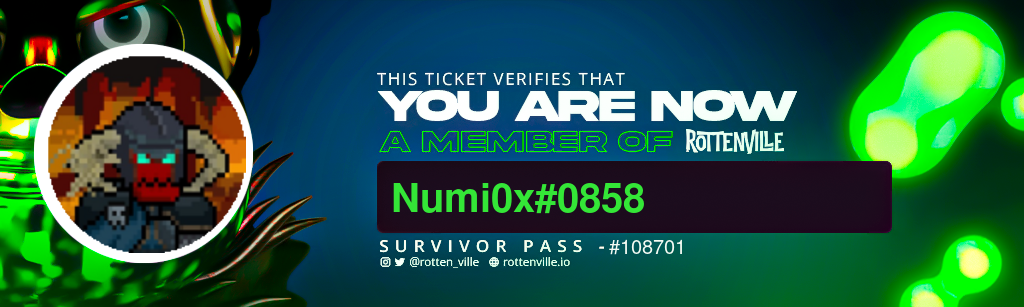 THIS TICKET VERIFIES THAT
YOU ARE NOW
A MEMBER OF ROTTENVILLE
Numi0x#0858
SURVIVOR PASS - #108701
@rotten_ville rottenville.io